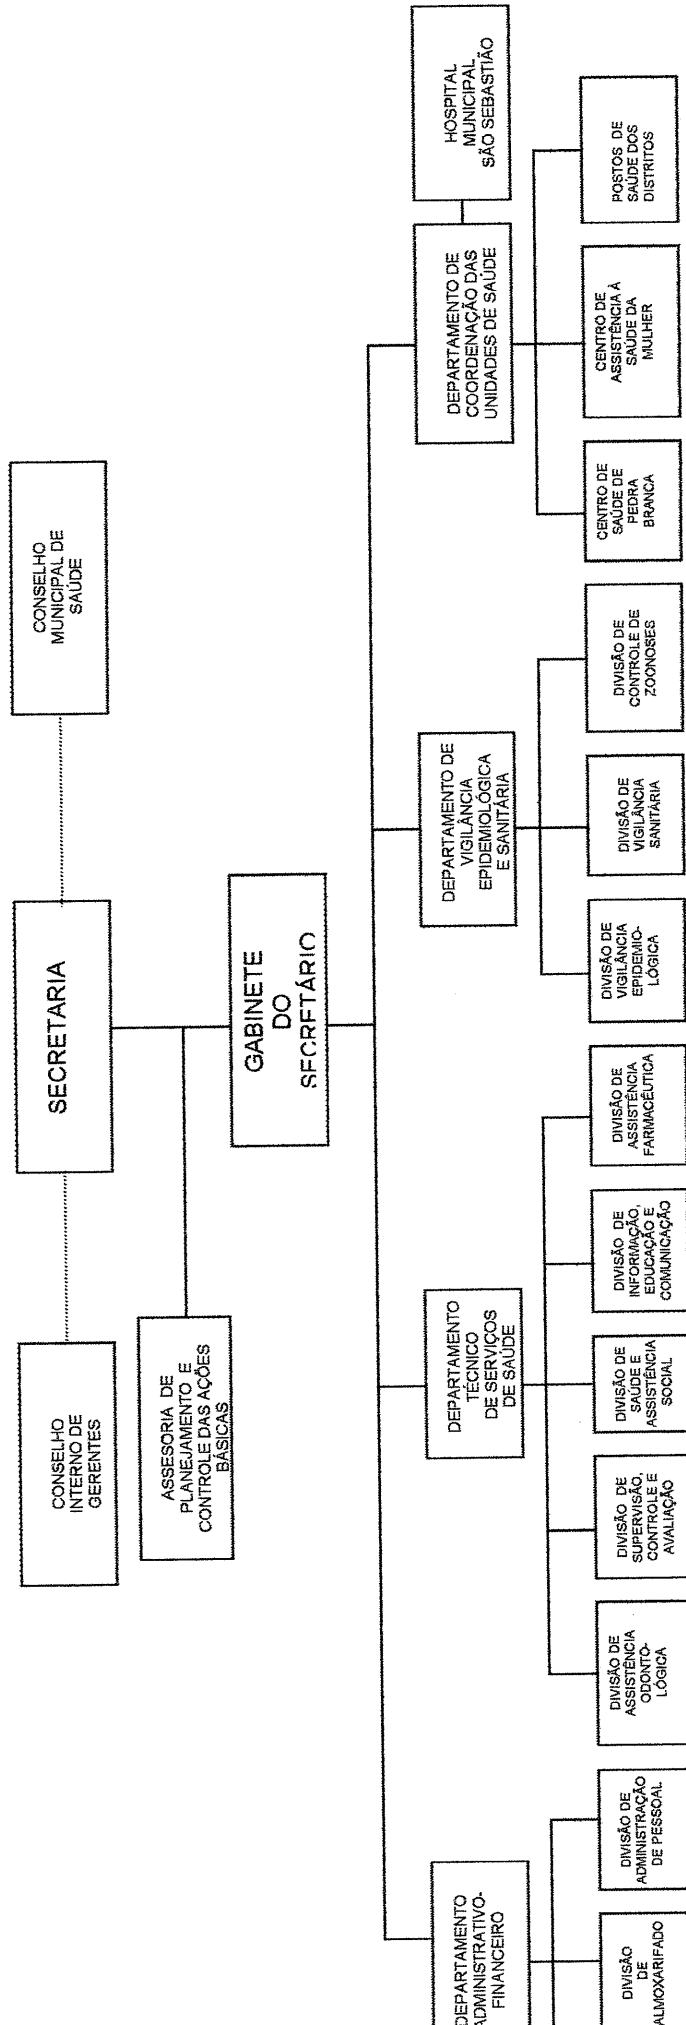 CONSELHO
INTERNO DE
GERENTES
SECRETARIA
CONSELHO
MUNICIPAL DE
SAÚDE
ASSESORIA DE
PLANEJAMENTO E
CONTROLE DAS AÇÕES
BÁSICAS
GABINETE
DO
SECRETÁRIO
DEPARTAMENTO
ADMINISTRATIVO-
FINANCEIRO
DEPARTAMENTO
TÉCNICO
DE SERVIÇOS
DE SAÚDE
DEPARTAMENTO DE
VIGILÂNCIA
EPIDEMIOLÓGICA
E SANITÁRIA
DEPARTAMENTO DE
COORDENAÇÃO DAS
UNIDADES DE SAÚDE
HOSPITAL
MUNICIPAL
SÃO SEBASTIÃO
DIVISÃO
DE
ALMOXARIFADO
DIVISÃO DE
ADMINISTRAÇÃO
DE PESSOAL
DIVISÃO DE
ASSISTÊNCIA
ODONTO-
LÓGICA
DIVISÃO DE
SUPERVISÃO,
CONTROLE E
AVALIAÇÃO
DIVISÃO DE
SAÚDE E
ASSISTÊNCIA
SOCIAL
DIVISÃO DE
INFORMAÇÃO,
EDUCAÇÃO E
COMUNICAÇÃO
DIVISÃO DE
ASSISTÊNCIA
FARMACÊUTICA
DIVISÃO DE
VIGILÂNCIA
EPIDEMIO-
LÓGICA
DIVISÃO DE
VIGILÂNCIA
SANITÁRIA
DIVISÃO DE
CONTROLE DE
ZOONOSES
CENTRO DE
SAÚDE DE
PEDRA
BRANCA
CENTRO DE
ASSISTÊNCIA À
SAÚDE DA
MULHER
POSTOS DE
SAÚDE DOS
DISTRITOS